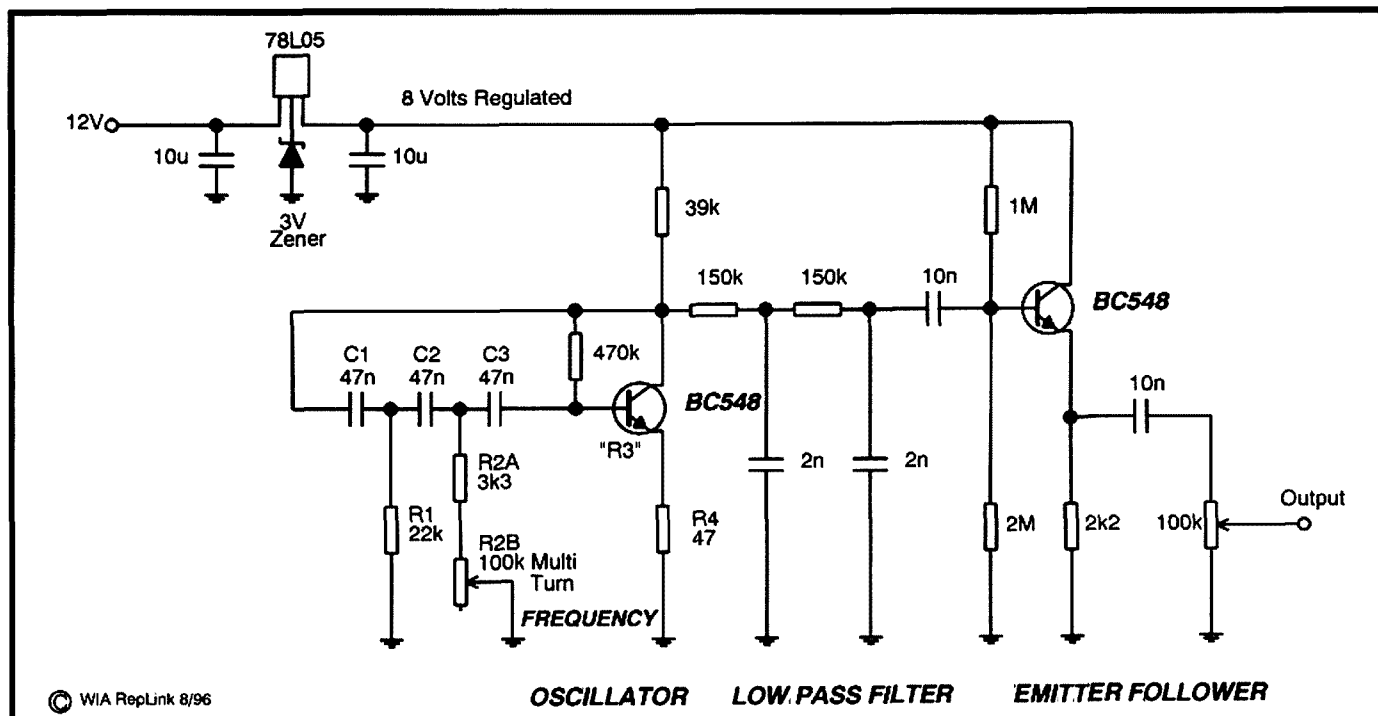 78L05
8 Volts Regulated
12V
10u
10u
3V
Zener
39k
1M
150k
150k
10n
BC548
C1
47n
C2
47n
C3
47n
470k
BC548
"R3"
10n
R2A
3k3
2n
2n
R1
22k
R4
47
2M
2k2
100k
Output
R2B
100k Multi
Turn
FREQUENCY
© WIA RepLink 8/96
OSCILLATOR
LOW.PASS FILTER
EMITTER FOLLOWER